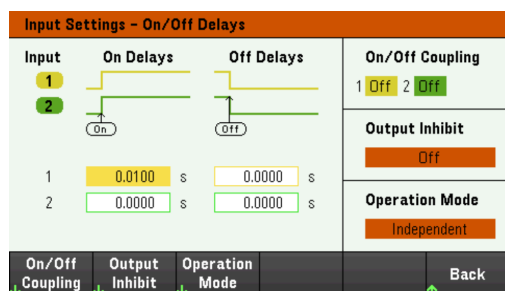 Input Settings - On/Off Delays
Input On Delays Off Delays
1
2
On Off
1 0.0100 s 0.0000 s
2 0.0000 s 0.0000 s
On/Off Coupling
1 Off 2 Off
Output Inhibit
Off
Operation Mode
Independent
On/Off Coupling
Output Inhibit
Operation Mode
Back